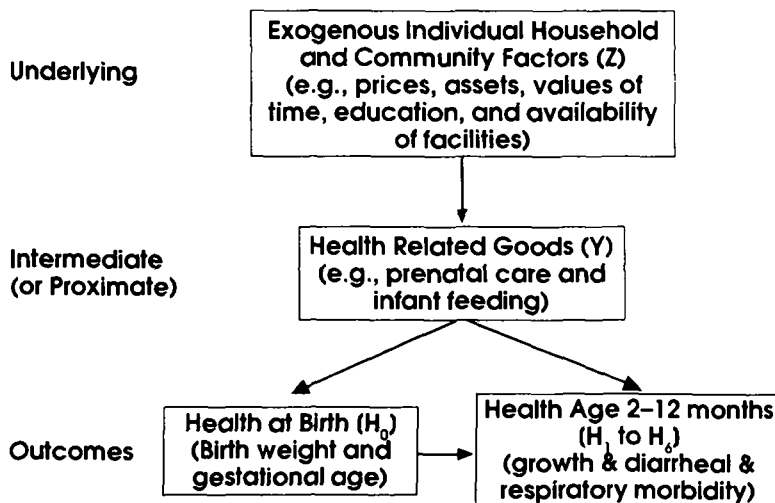 Underlying
Exogenous Individual Household
and Community Factors (Z)
(e.g., prices, assets, values of
time, education, and availability
of facilities)
Intermediate
(or Proximate)
Health Related Goods (Y)
(e.g., prenatal care and
infant feeding)
Outcomes
Health at Birth (H₀)
(Birth weight and
gestational age)
Health Age 2–12 months
(H₁ to H₆)
(growth & diarrheal &
respiratory morbidity)